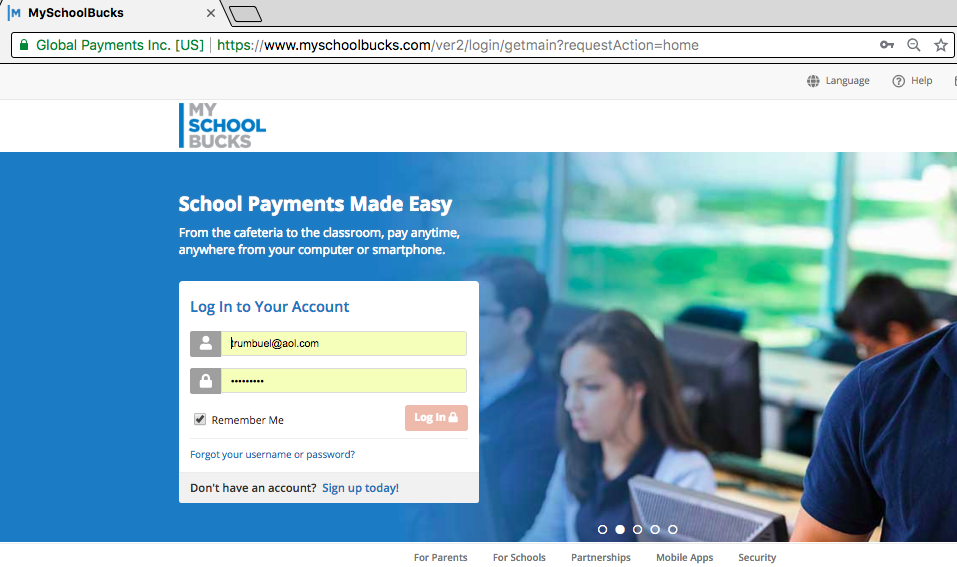 MySchoolBucks
Global Payments Inc. [US] https://www.myschoolbucks.com/ver2/login/getmain?requestAction=home
Language Help
MY
SCHOOL
BUCKS
School Payments Made Easy
From the cafeteria to the classroom, pay anytime,
anywhere from your computer or smartphone.
Log In to Your Account
trumbuel@aol.com
•••••••••
Remember Me Log In
Forgot your username or password?
Don't have an account? Sign up today!
For Parents For Schools Partnerships Mobile Apps Security